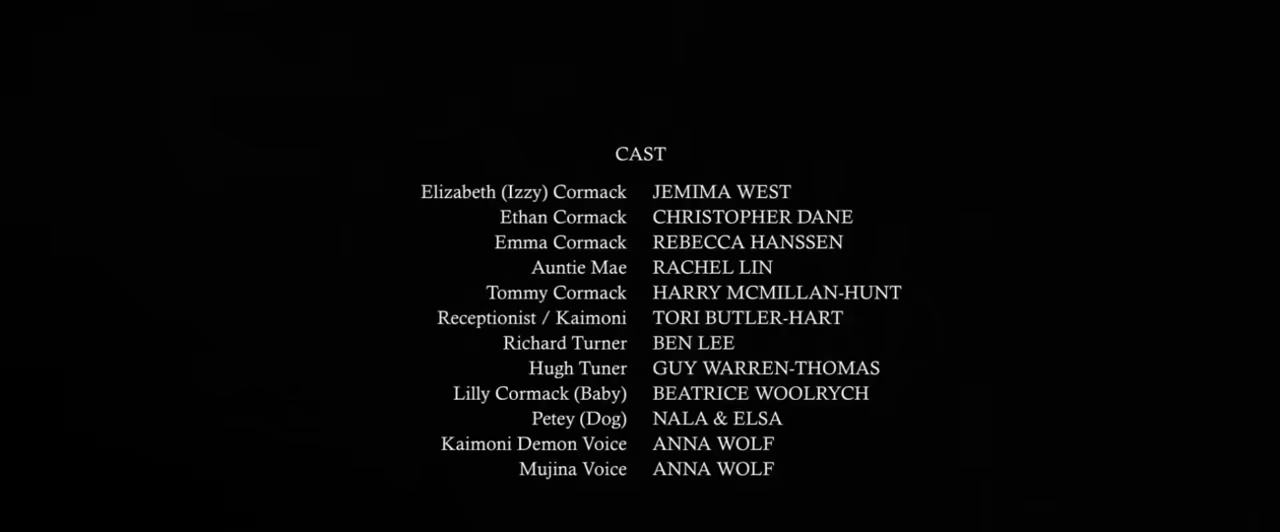 CAST
Elizabeth (Izzy) Cormack JEMIMA WEST
Ethan Cormack CHRISTOPHER DANE
Emma Cormack REBECCA HANSSEN
Auntie Mae RACHEL LIN
Tommy Cormack HARRY MCMILLAN-HUNT
Receptionist / Kaimoni TORI BUTLER-HART
Richard Turner BEN LEE
Hugh Tuner GUY WARREN-THOMAS
Lilly Cormack (Baby) BEATRICE WOOLRYCH
Petey (Dog) NALA & ELSA
Kaimoni Demon Voice ANNA WOLF
Mujina Voice ANNA WOLF